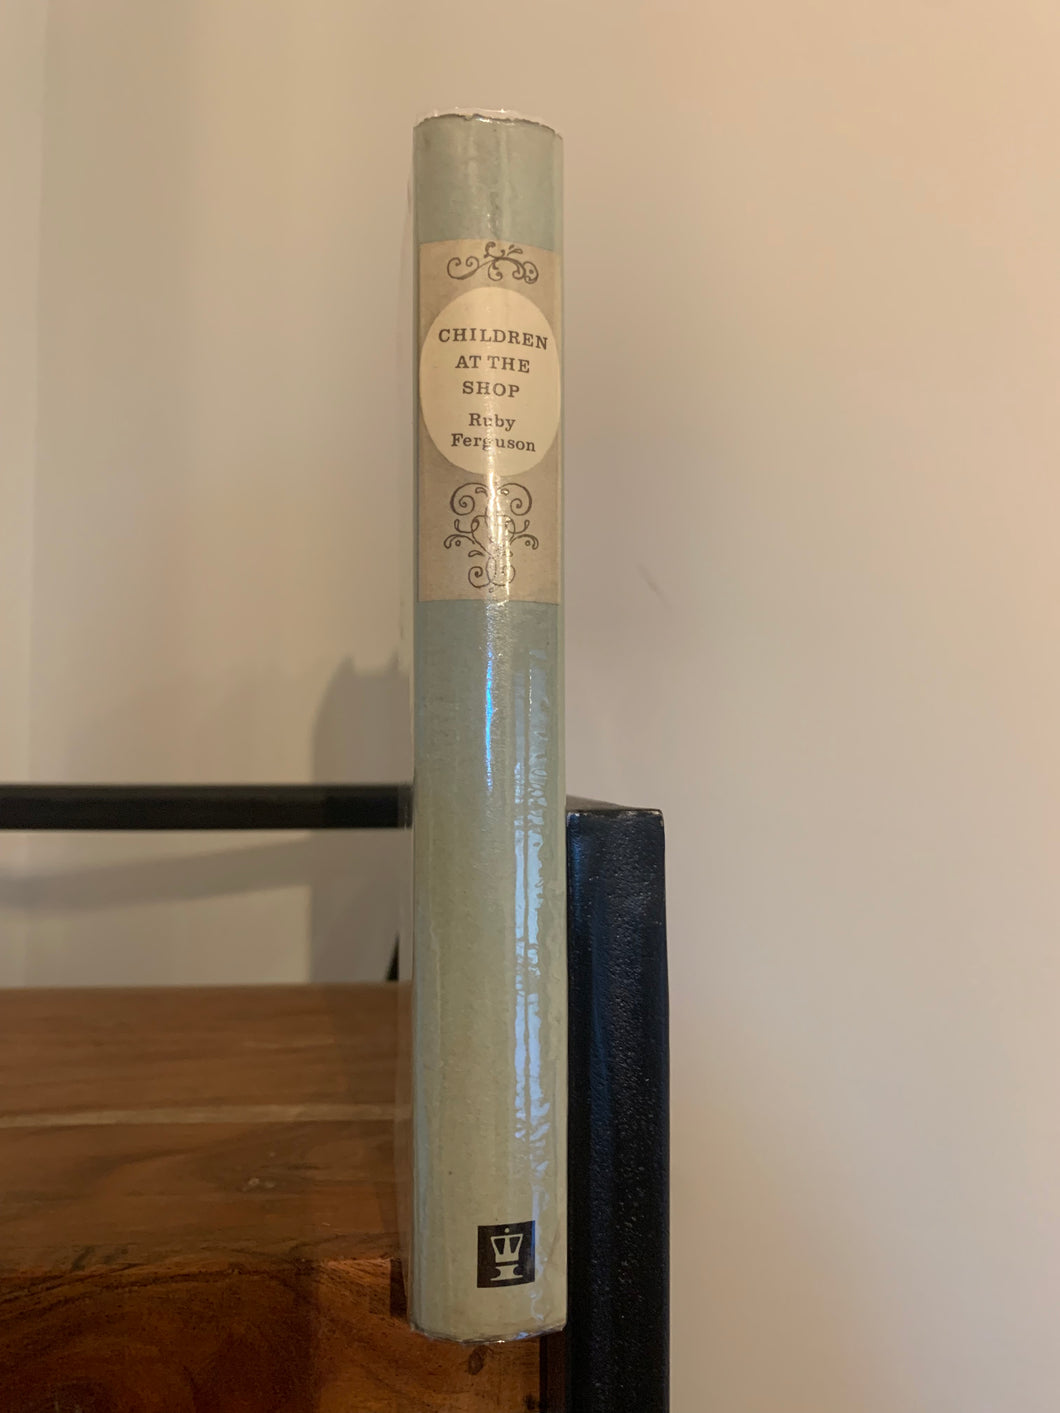 CHILDREN
AT THE
SHOP
Ruby
Ferguson